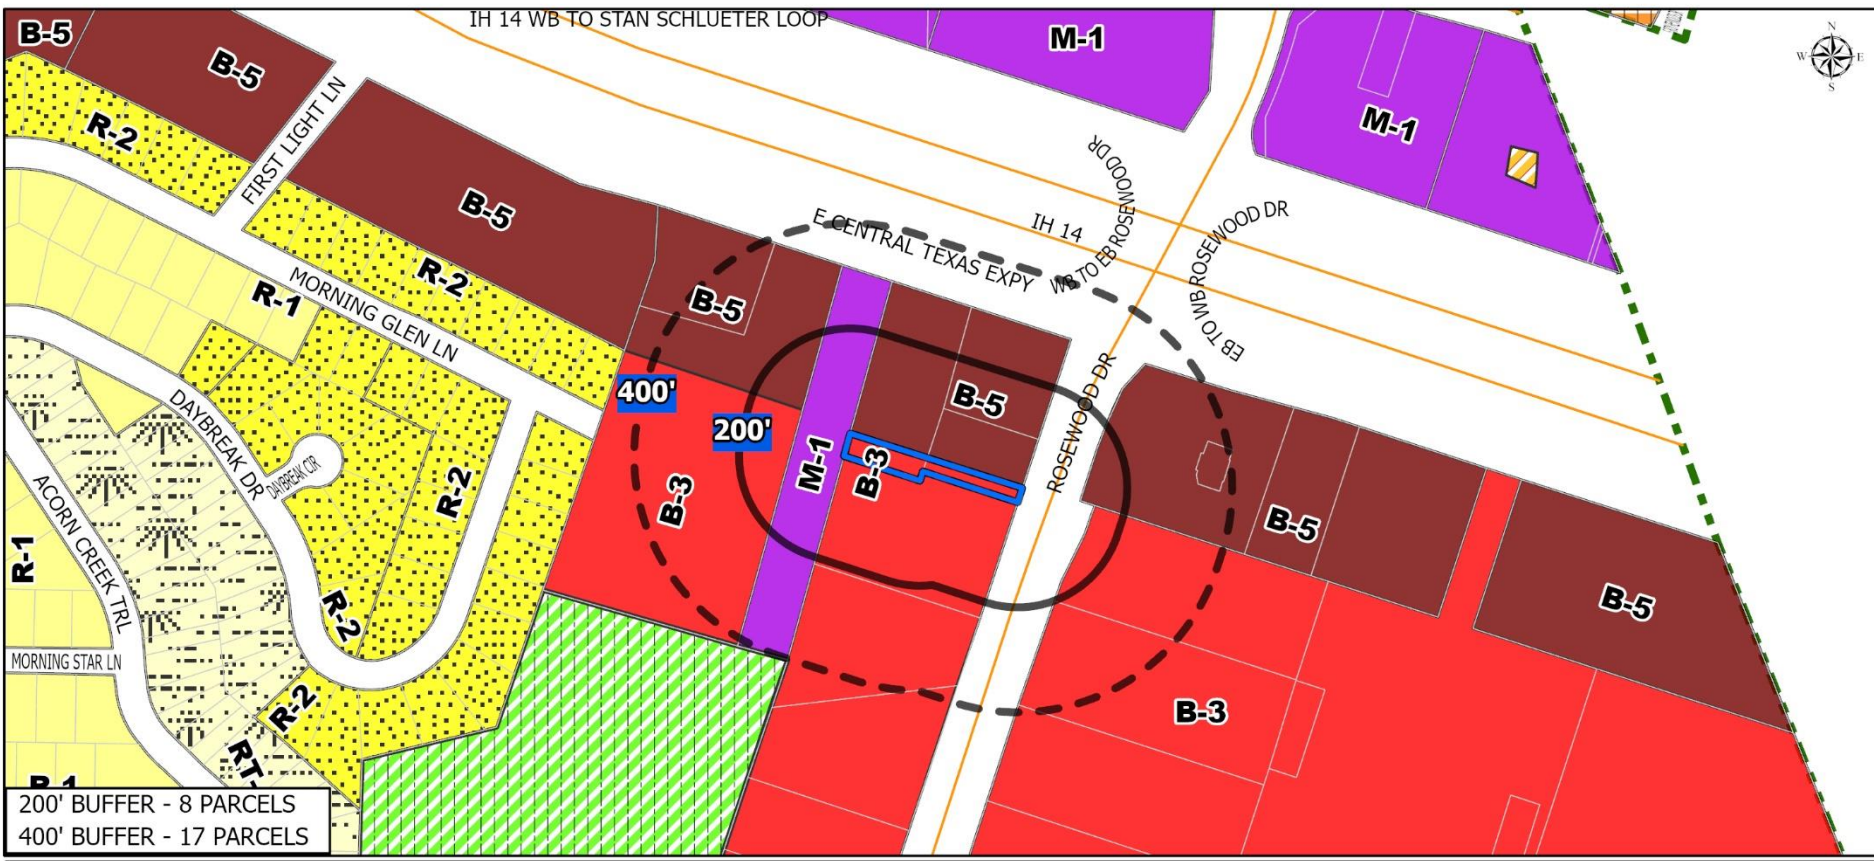 IH 14 WB TO STAN SCHLUETER LOOP
B-5
B-5
M-1
N
W E
S
M-1
R-2
FIRST LIGHT LN
B-5
WB TO EB ROSEWOOD DR
IH 14
E CENTRAL TEXAS EXPY
EB TO WB ROSEWOOD DR
R-2
R-1
MORNING GLEN LN
B-5
400'
200'
B-5
ROSEWOOD DR
DAYBREAK DR
DAYBREAK CIR
R-2
M-1
B-3
B-3
B-5
ACORN CREEK TRL
R-1
R-2
B-5
MORNING STAR LN
R-2
B-3
RT-
R-1
200' BUFFER - 8 PARCELS
400' BUFFER - 17 PARCELS